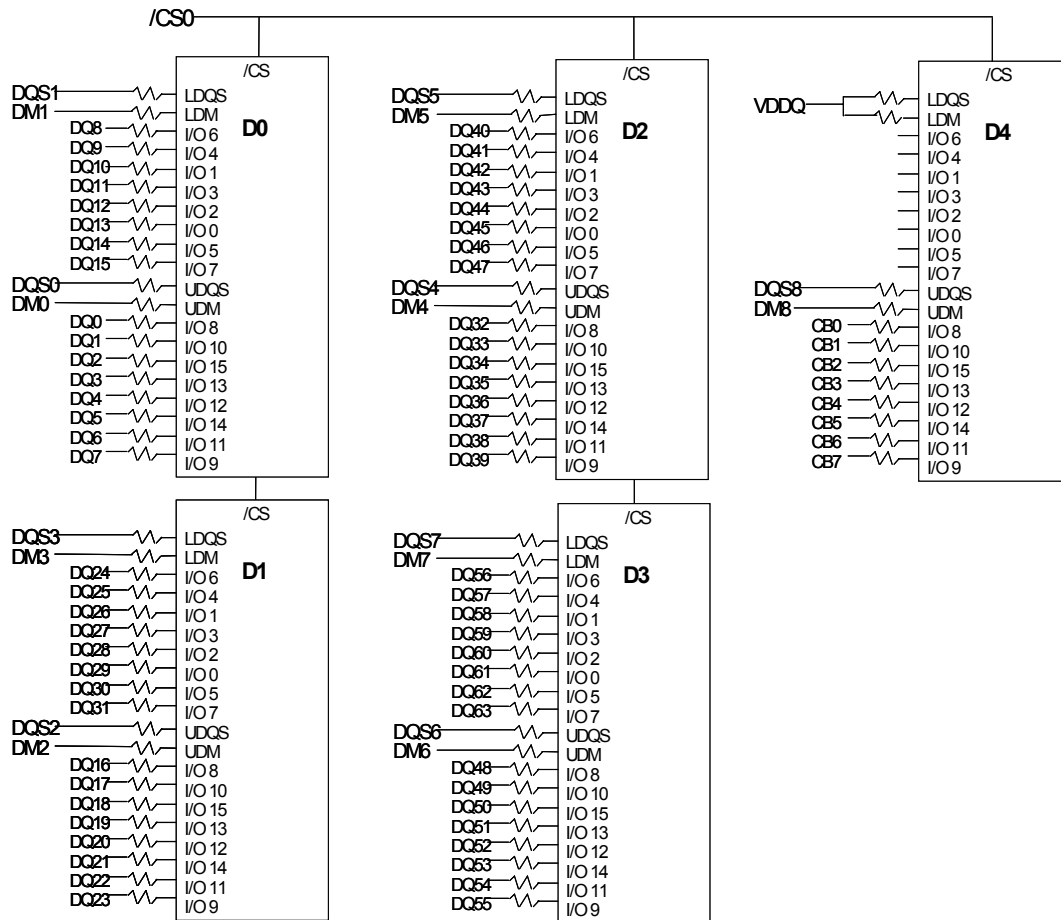 /CS0
/CS
DQS1 LDQS
DM1 LDM
D0
DQ8 I/O 6
DQ9 I/O 4
DQ10 I/O 1
DQ11 I/O 3
DQ12 I/O 2
DQ13 I/O 0
DQ14 I/O 5
DQ15 I/O 7
DQS0 UDQS
DM0 UDM
DQ0 I/O 8
DQ1 I/O 10
DQ2 I/O 15
DQ3 I/O 13
DQ4 I/O 12
DQ5 I/O 14
DQ6 I/O 11
DQ7 I/O 9
/CS
DQS3 LDQS
DM3 LDM
D1
DQ24 I/O 6
DQ25 I/O 4
DQ26 I/O 1
DQ27 I/O 3
DQ28 I/O 2
DQ29 I/O 0
DQ30 I/O 5
DQ31 I/O 7
DQS2 UDQS
DM2 UDM
DQ16 I/O 8
DQ17 I/O 10
DQ18 I/O 15
DQ19 I/O 13
DQ20 I/O 12
DQ21 I/O 14
DQ22 I/O 11
DQ23 I/O 9
/CS
DQS5 LDQS
DM5 LDM
D2
DQ40 I/O 6
DQ41 I/O 4
DQ42 I/O 1
DQ43 I/O 3
DQ44 I/O 2
DQ45 I/O 0
DQ46 I/O 5
DQ47 I/O 7
DQS4 UDQS
DM4 UDM
DQ32 I/O 8
DQ33 I/O 10
DQ34 I/O 15
DQ35 I/O 13
DQ36 I/O 12
DQ37 I/O 14
DQ38 I/O 11
DQ39 I/O 9
/CS
DQS7 LDQS
DM7 LDM
D3
DQ56 I/O 6
DQ57 I/O 4
DQ58 I/O 1
DQ59 I/O 3
DQ60 I/O 2
DQ61 I/O 0
DQ62 I/O 5
DQ63 I/O 7
DQS6 UDQS
DM6 UDM
DQ48 I/O 8
DQ49 I/O 10
DQ50 I/O 15
DQ51 I/O 13
DQ52 I/O 12
DQ53 I/O 14
DQ54 I/O 11
DQ55 I/O 9
/CS
VDDQ LDQS
LDM
D4
I/O 6
I/O 4
I/O 1
I/O 3
I/O 2
I/O 0
I/O 5
I/O 7
DQS8 UDQS
DM8 UDM
CB0 I/O 8
CB1 I/O 10
CB2 I/O 15
CB3 I/O 13
CB4 I/O 12
CB5 I/O 14
CB6 I/O 11
CB7 I/O 9